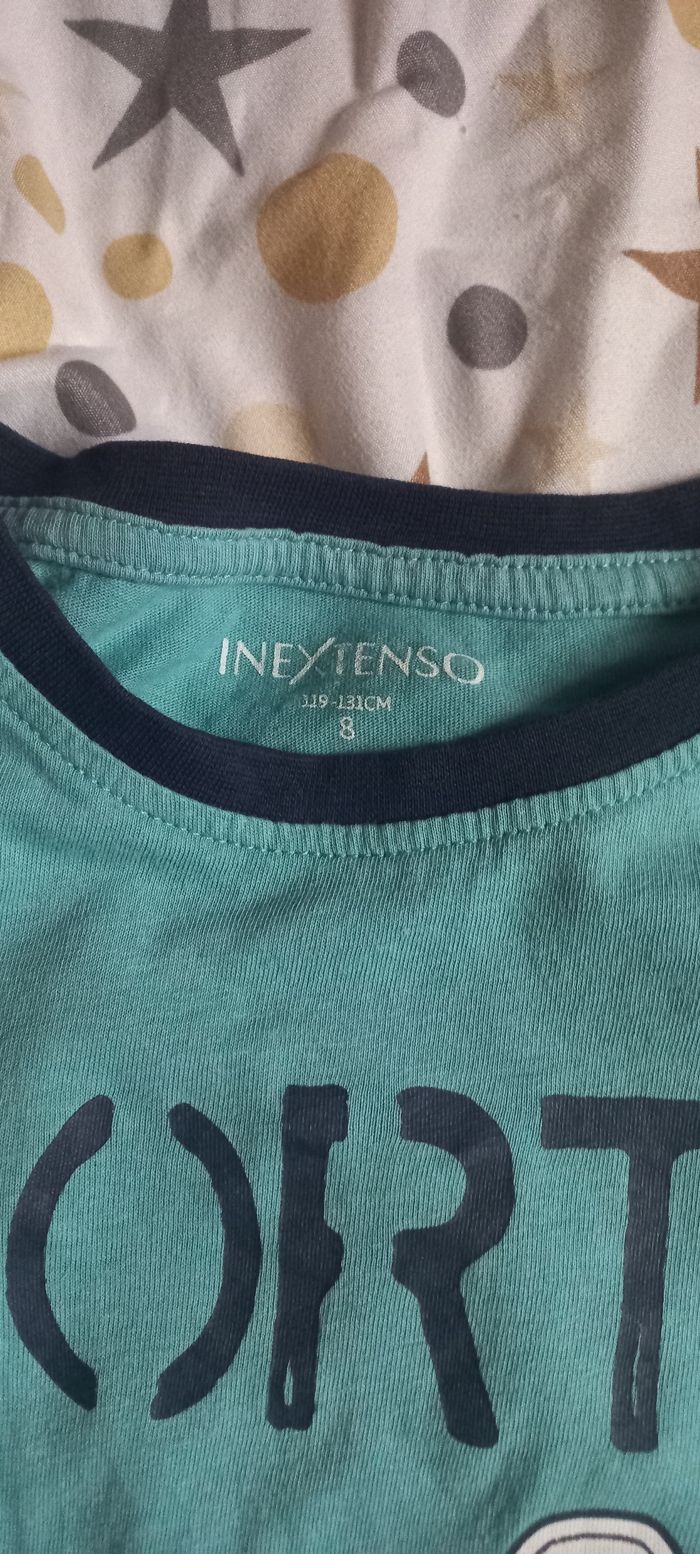 INEXTENSO
119-131CM
8
ORT